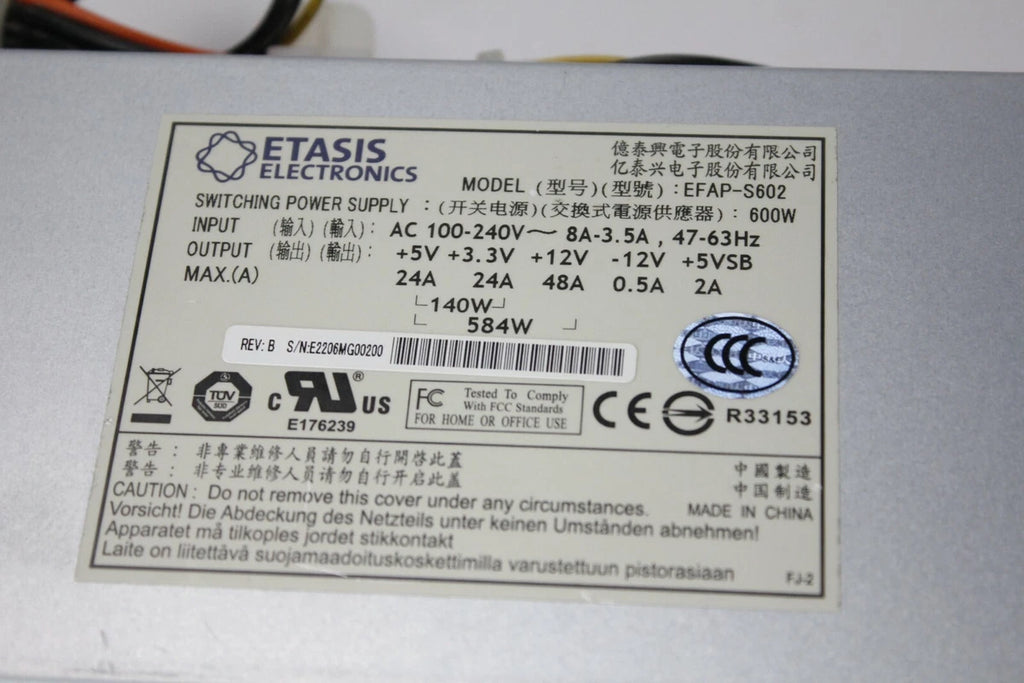 ETASIS
ELECTRONICS
億泰興電子股份有限公司
亿泰兴电子股份有限公司
MODEL (型号)(型號) : EFAP-S602
SWITCHING POWER SUPPLY : (开关电源)(交換式電源供應器) : 600W
INPUT (输入) (輸入) : AC 100-240V～ 8A-3.5A , 47-63Hz
OUTPUT (输出) (輸出) : +5V +3.3V +12V -12V +5VSB
MAX.(A) 24A 24A 48A 0.5A 2A
140W
584W
REV: B S/N:E2206MG00200
CCC
S&E
TÜV
SÜD
c RU US
E176239
FC Tested To Comply
With FCC Standards
FOR HOME OR OFFICE USE
CE
R33153
警告 : 非專業維修人員請勿自行開啓此蓋
警告 : 非专业维修人员请勿自行开启此盖
中國製造
中国制造
CAUTION : Do not remove this cover under any circumstances.
MADE IN CHINA
Vorsicht! Die Abdeckung des Netzteils unter keinen Umständen abnehmen!
Apparatet må tilkoples jordet stikkontakt
Laite on liitettävä suojamaadoituskoskettimilla varustettuun pistorasiaan
FJ-2